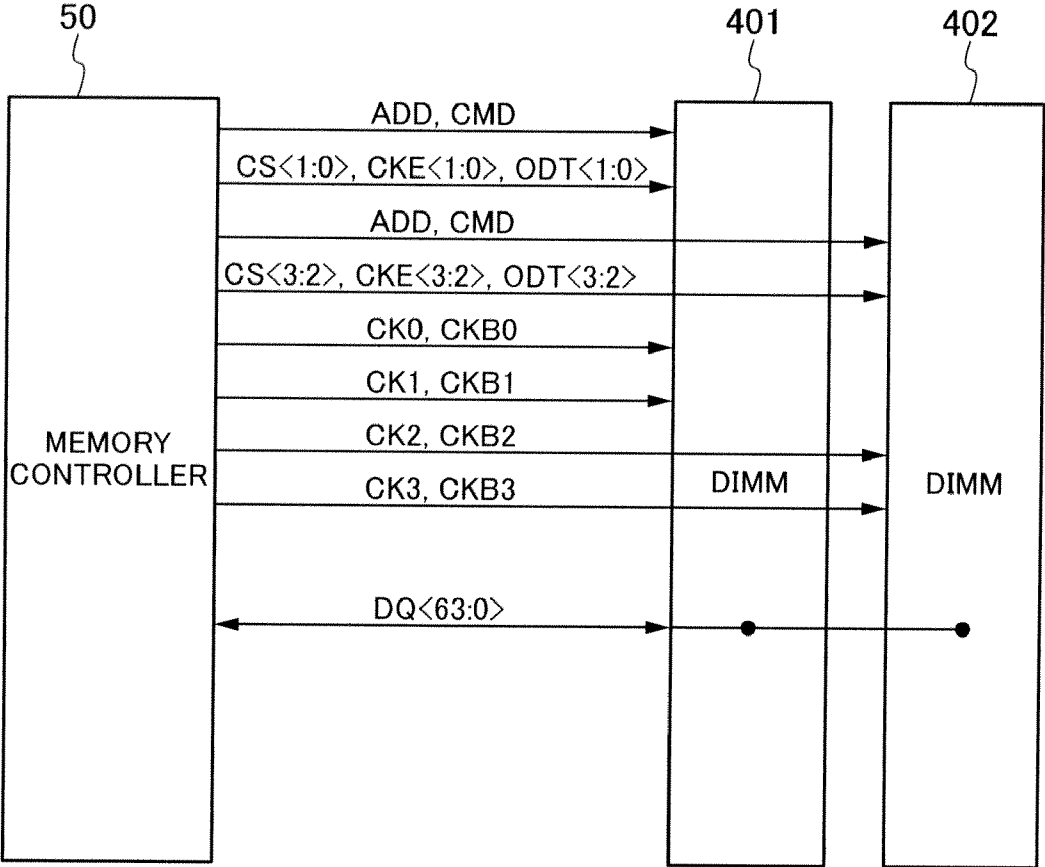 50
401
402
ADD, CMD
CS<1:0>, CKE<1:0>, ODT<1:0>
ADD, CMD
CS<3:2>, CKE<3:2>, ODT<3:2>
CK0, CKB0
CK1, CKB1
CK2, CKB2
CK3, CKB3
MEMORY
CONTROLLER
DIMM
DIMM
DQ<63:0>